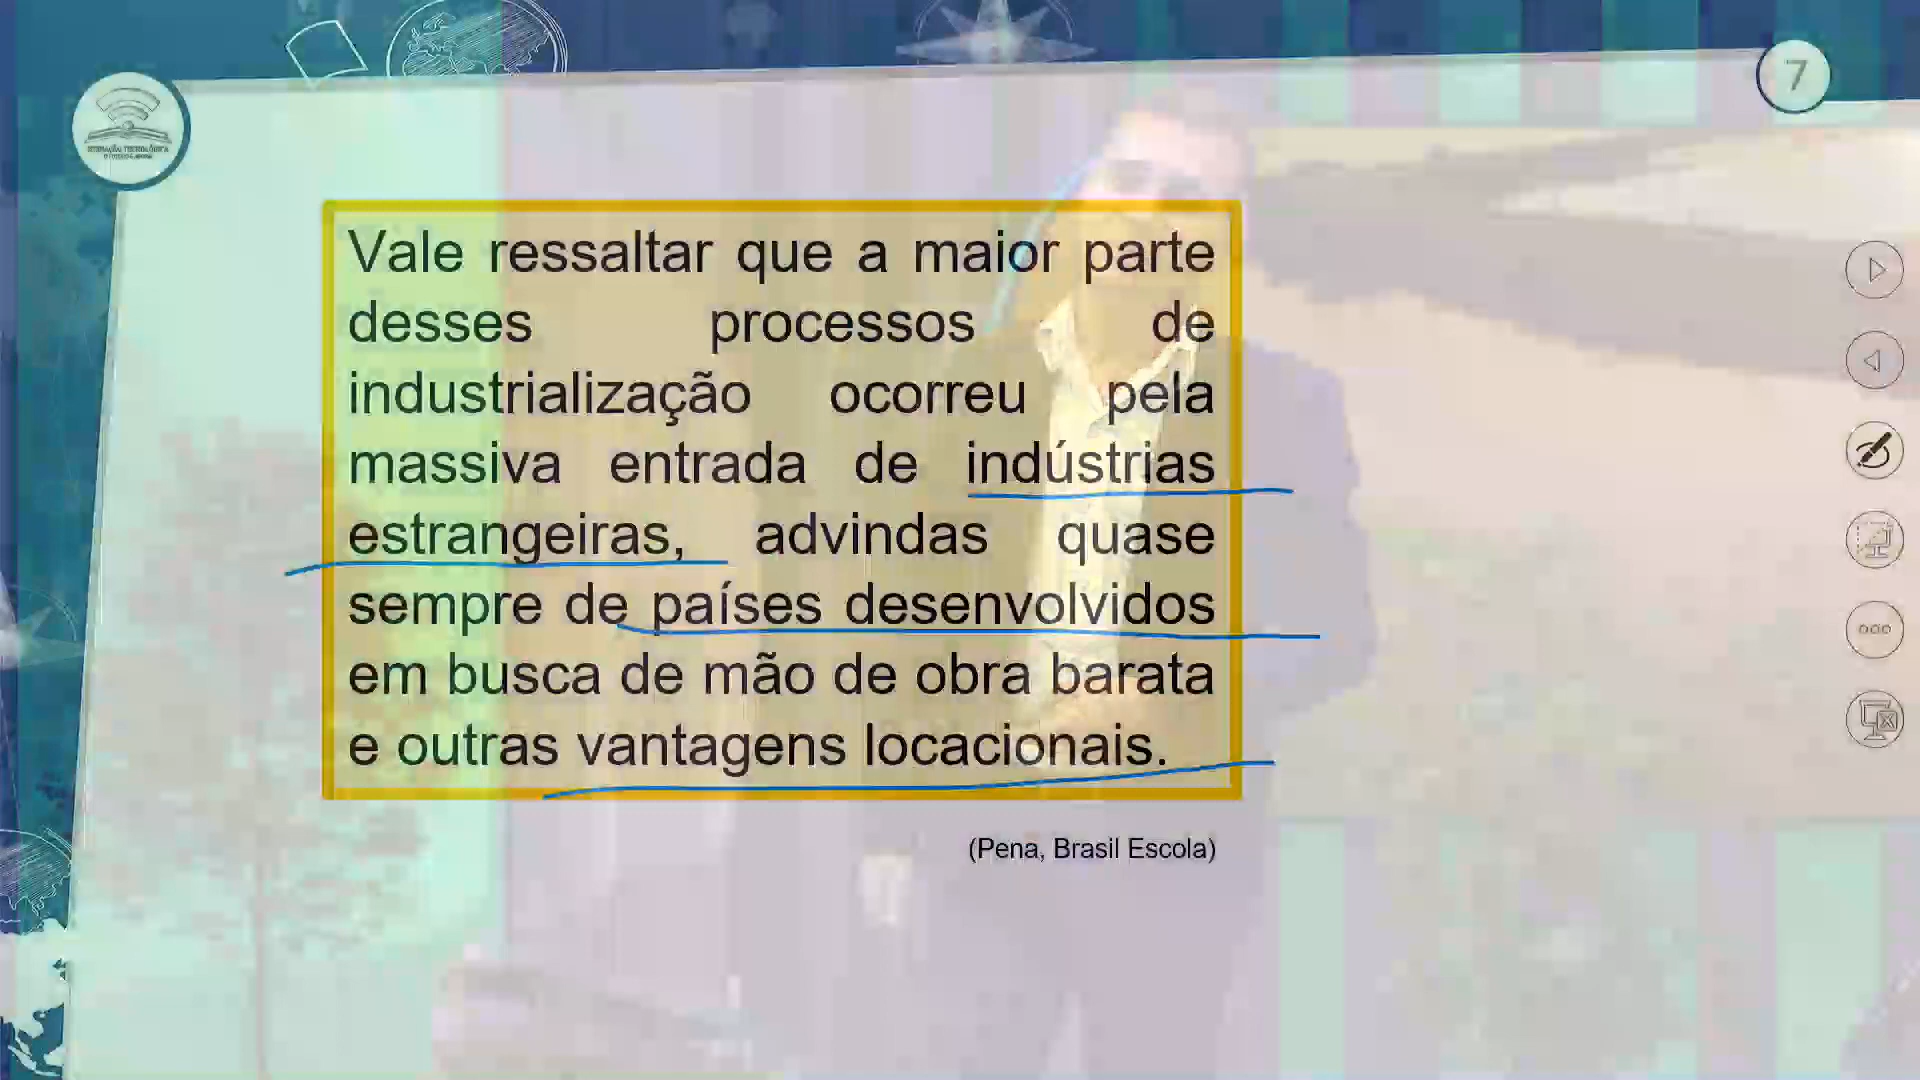 7
Vale ressaltar que a maior parte
desses processos de
industrialização ocorreu pela
massiva entrada de indústrias
estrangeiras, advindas quase
sempre de países desenvolvidos
em busca de mão de obra barata
e outras vantagens locacionais.
(Pena, Brasil Escola)